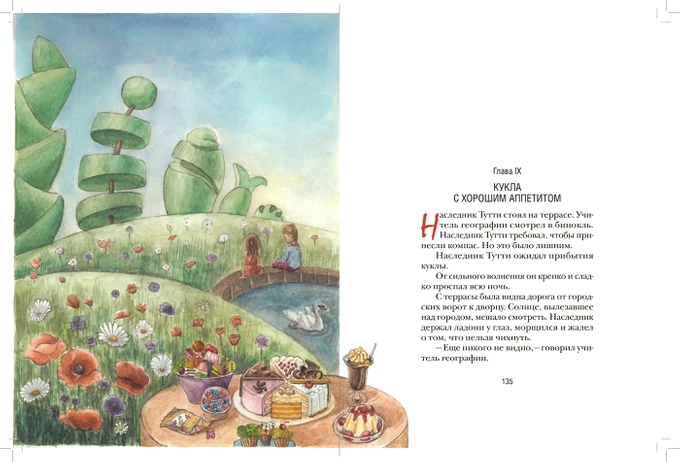 Глава IX
КУКЛА
С ХОРОШИМ АППЕТИТОМ
Наследник Тутти стоял на террасе. Учи-
тель географии смотрел в бинокль.
Наследник Тутти требовал, чтобы при-
несли компас. Но это было лишним.
Наследник Тутти ожидал прибытия
куклы.
От сильного волнения он крепко и слад-
ко проспал всю ночь.
С террасы была видна дорога от город-
ских ворот к дворцу. Солнце, вылезавшее
над городом, мешало смотреть. Наследник
держал ладони у глаз, морщился и жалел
о том, что нельзя чихнуть.
— Еще никого не видно, — говорил учи-
тель географии.
135